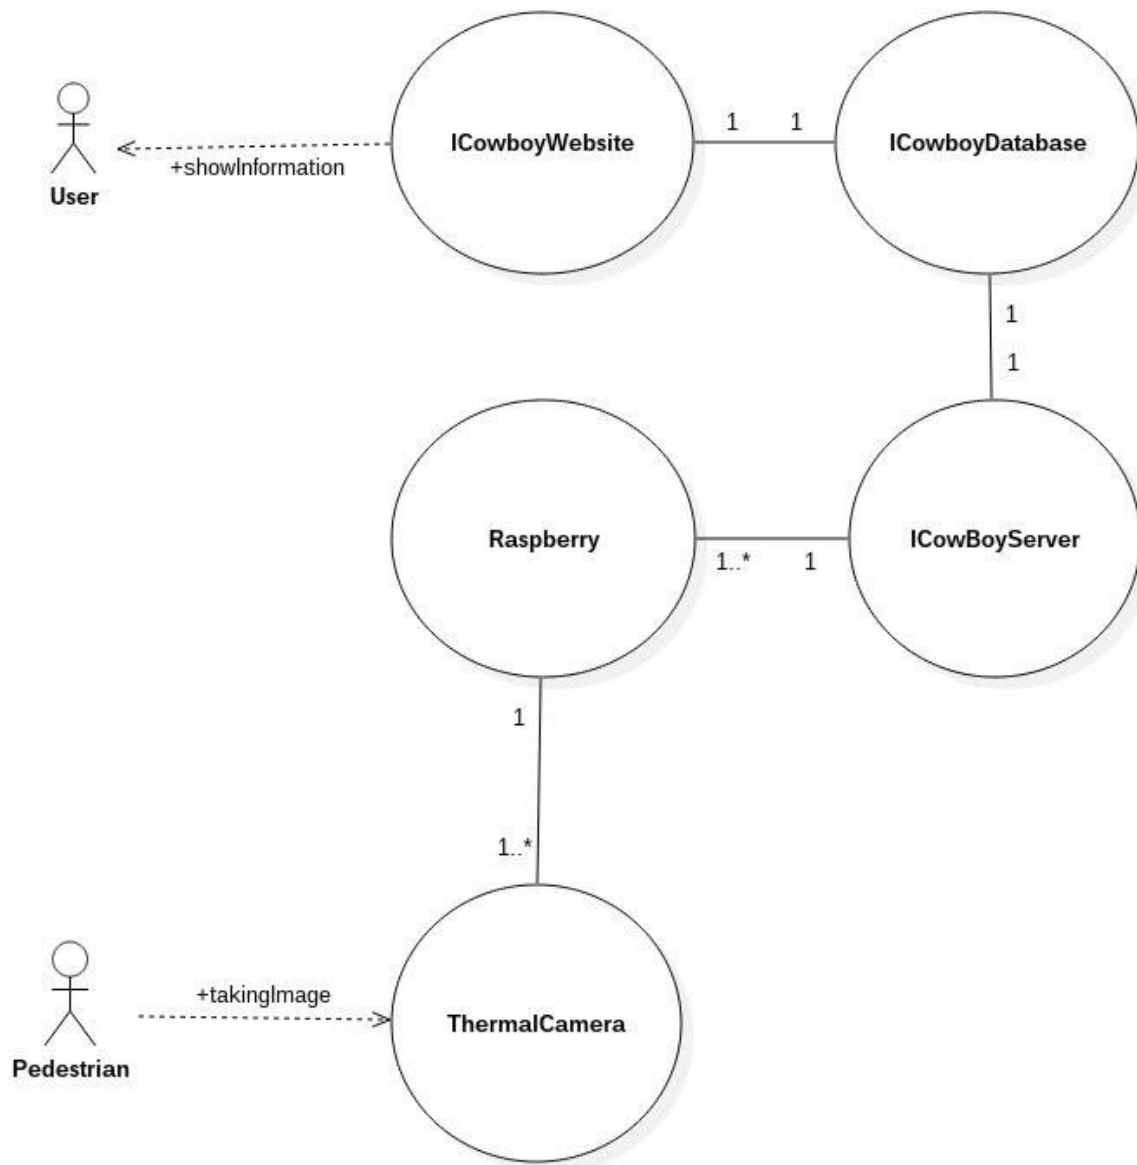 ICowboyWebsite
1
1
ICowboyDatabase
+showInformation
User
1
1
Raspberry
1..*
1
ICowBoyServer
1
1..*
+takingImage
ThermalCamera
Pedestrian